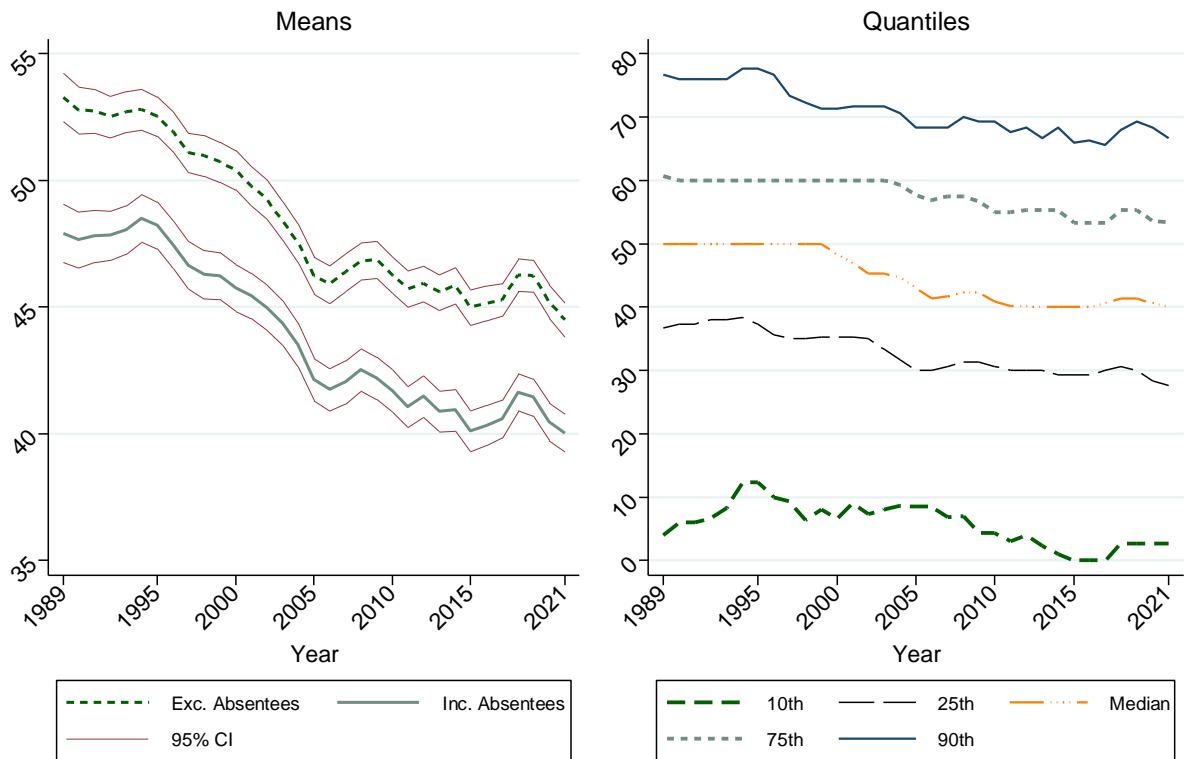 Means
55
50
45
40
35
1989
1995
2000
2005
2010
2015
2021
Year
Exc. Absentees
Inc. Absentees
95% CI
Quantiles
80
70
60
50
40
30
20
10
0
1989
1995
2000
2005
2010
2015
2021
Year
10th
25th
Median
75th
90th